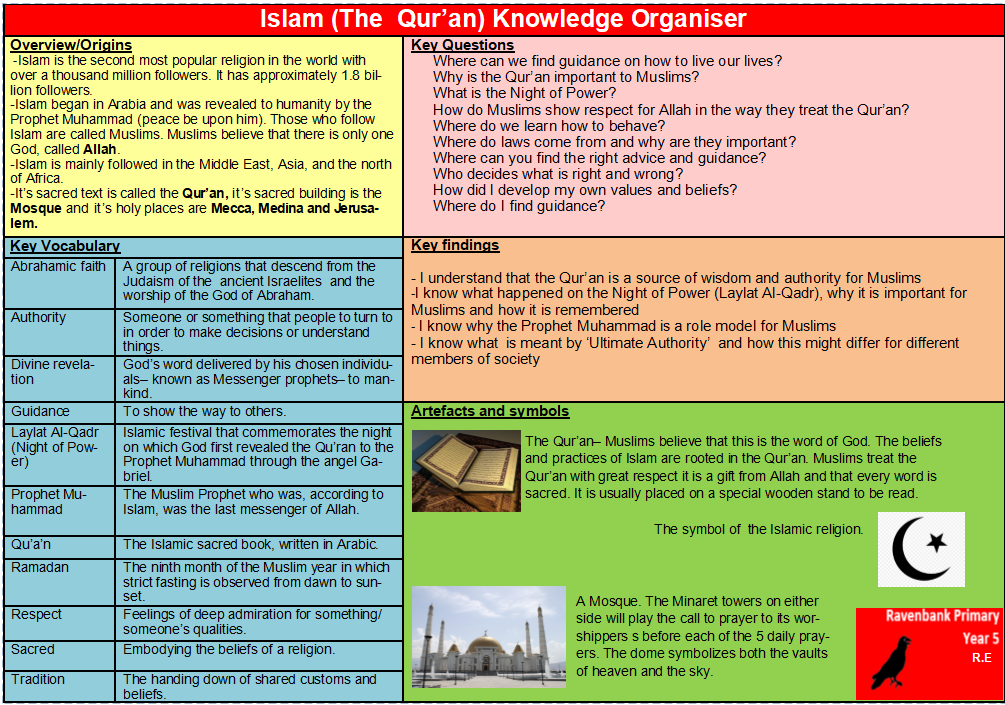 Islam (The  Qur’an) Knowledge Organiser
Overview/Origins
-Islam is the second most popular religion in the world with
over a thousand million followers. It has approximately 1.8 bil-
lion followers.
-Islam began in Arabia and was revealed to humanity by the
Prophet Muhammad (peace be upon him). Those who follow
Islam are called Muslims. Muslims believe that there is only one
God, called Allah.
-Islam is mainly followed in the Middle East, Asia, and the north
of Africa.
-It’s sacred text is called the Qur’an, it’s sacred building is the
Mosque and it’s holy places are Mecca, Medina and Jerusa-
lem.
Key Questions
Where can we find guidance on how to live our lives?
Why is the Qur’an important to Muslims?
What is the Night of Power?
How do Muslims show respect for Allah in the way they treat the Qur’an?
Where do we learn how to behave?
Where do laws come from and why are they important?
Where can you find the right advice and guidance?
Who decides what is right and wrong?
How did I develop my own values and beliefs?
Where do I find guidance?
Key Vocabulary
Abrahamic faith
A group of religions that descend from the
Judaism of the  ancient Israelites  and the
worship of the God of Abraham.
Authority
Someone or something that people to turn to
in order to make decisions or understand
things.
Divine revela-
tion
God’s word delivered by his chosen individu-
als– known as Messenger prophets– to man-
kind.
Guidance
To show the way to others.
Laylat Al-Qadr
(Night of Pow-
er)
Islamic festival that commemorates the night
on which God first revealed the Qu’ran to the
Prophet Muhammad through the angel Ga-
briel.
Prophet Mu-
hammad
The Muslim Prophet who was, according to
Islam, was the last messenger of Allah.
Qu’a’n
The Islamic sacred book, written in Arabic.
Ramadan
The ninth month of the Muslim year in which
strict fasting is observed from dawn to sun-
set.
Respect
Feelings of deep admiration for something/
someone’s qualities.
Sacred
Embodying the beliefs of a religion.
Tradition
The handing down of shared customs and
beliefs.
Key findings
- I understand that the Qur’an is a source of wisdom and authority for Muslims
-I know what happened on the Night of Power (Laylat Al-Qadr), why it is important for
Muslims and how it is remembered
- I know why the Prophet Muhammad is a role model for Muslims
- I know what  is meant by ‘Ultimate Authority’  and how this might differ for different
members of society
Artefacts and symbols
The Qur’an– Muslims believe that this is the word of God. The beliefs
and practices of Islam are rooted in the Qur’an. Muslims treat the
Qur’an with great respect it is a gift from Allah and that every word is
sacred. It is usually placed on a special wooden stand to be read.
The symbol of  the Islamic religion.
A Mosque. The Minaret towers on either
side will play the call to prayer to its wor-
shippers s before each of the 5 daily pray-
ers. The dome symbolizes both the vaults
of heaven and the sky.
Ravenbank Primary
Year 5
R.E